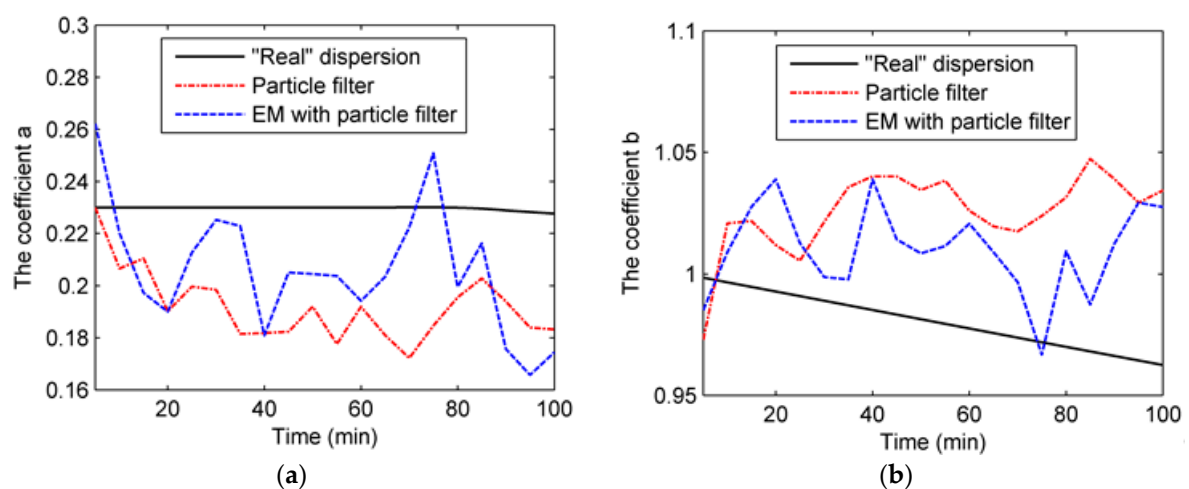 0.3
0.28
0.26
0.24
0.22
0.2
0.18
0.16
The coefficient a
"Real" dispersion
Particle filter
EM with particle filter
20 40 60 80 100
Time (min)
(a)
1.1
1.05
1
0.95
The coefficient b
"Real" dispersion
Particle filter
EM with particle filter
20 40 60 80 100
Time (min)
(b)